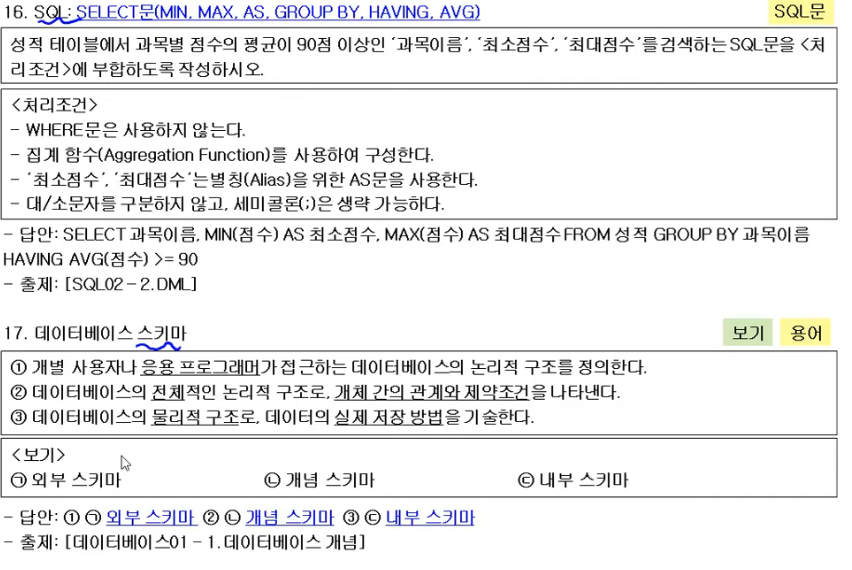 16. SQL: SELECT문(MIN, MAX, AS, GROUP BY, HAVING, AVG) SQL문
성적 테이블에서 과목별 점수의 평균이 90점 이상인 '과목이름', '최소점수', '최대점수'를 검색하는 SQL문을 <처
리조건>에 부합하도록 작성하시오.
<처리조건>
- WHERE문은 사용하지 않는다.
- 집계 함수(Aggregation Function)를 사용하여 구성한다.
- '최소점수', '최대점수'는 별칭(Alias)을 위한 AS문을 사용한다.
- 대/소문자를 구분하지 않고, 세미콜론(;)은 생략 가능하다.
- 답안: SELECT 과목이름, MIN(점수) AS 최소점수, MAX(점수) AS 최대점수 FROM 성적 GROUP BY 과목이름
HAVING AVG(점수) >= 90
- 출제: [SQL02-2.DML]
17. 데이터베이스 스키마 보기 용어
① 개별 사용자나 응용 프로그래머가 접근하는 데이터베이스의 논리적 구조를 정의한다.
② 데이터베이스의 전체적인 논리적 구조로, 개체 간의 관계와 제약조건을 나타낸다.
③ 데이터베이스의 물리적 구조로, 데이터의 실제 저장 방법을 기술한다.
<보기>
㉠ 외부 스키마 ㉡ 개념 스키마 ㉢ 내부 스키마
- 답안: ① ㉠ 외부 스키마 ② ㉡ 개념 스키마 ③ ㉢ 내부 스키마
- 출제: [데이터베이스01-1.데이터베이스 개념]